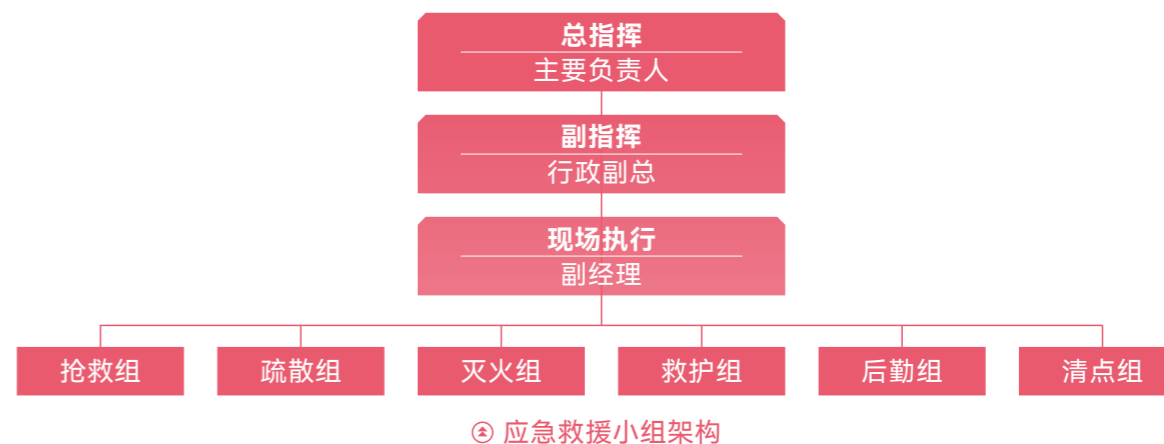 总指挥
主要负责人
副指挥
行政副总
现场执行
副经理
抢救组 疏散组 灭火组 救护组 后勤组 清点组
应急救援小组架构